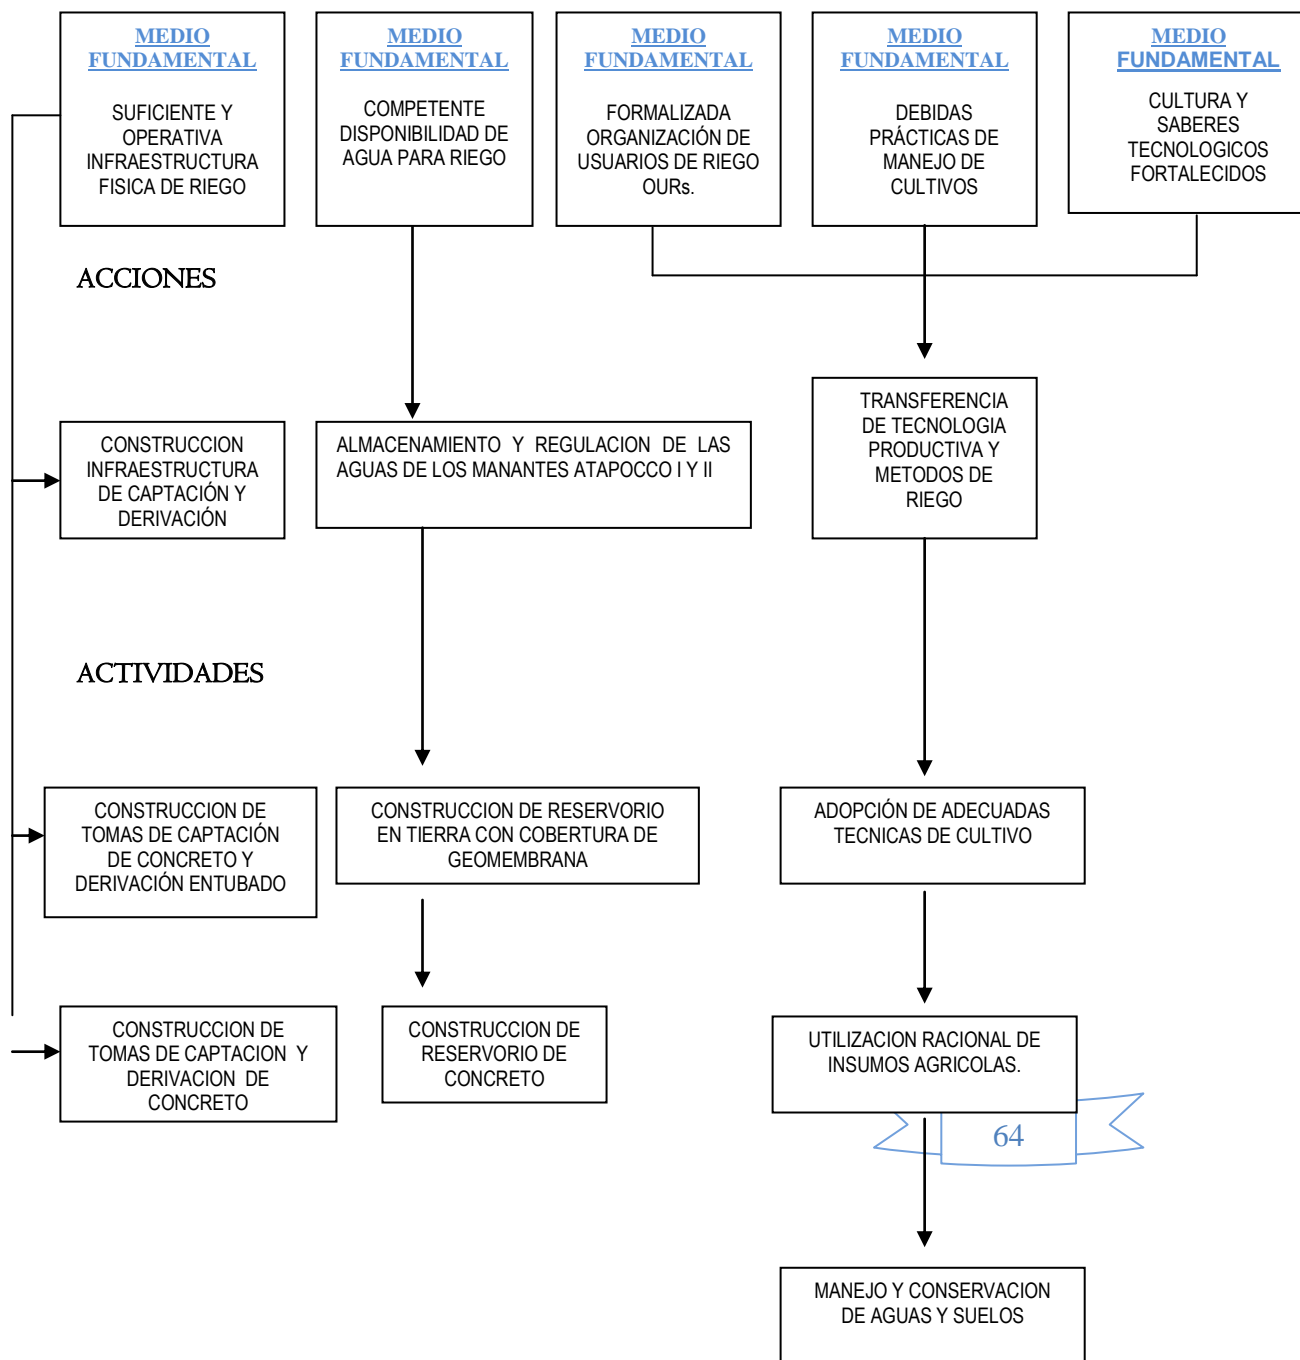 MEDIO
FUNDAMENTAL
SUFICIENTE Y
OPERATIVA
INFRAESTRUCTURA
FISICA DE RIEGO
MEDIO
FUNDAMENTAL
COMPETENTE
DISPONIBILIDAD DE
AGUA PARA RIEGO
MEDIO
FUNDAMENTAL
FORMALIZADA
ORGANIZACIÓN DE
USUARIOS DE RIEGO
OURs.
MEDIO
FUNDAMENTAL
DEBIDAS
PRÁCTICAS DE
MANEJO DE
CULTIVOS
MEDIO
FUNDAMENTAL
CULTURA Y
SABERES
TECNOLOGICOS
FORTALECIDOS
ACCIONES
CONSTRUCCION
INFRAESTRUCTURA
DE CAPTACIÓN Y
DERIVACIÓN
ALMACENAMIENTO Y REGULACION DE LAS
AGUAS DE LOS MANANTES ATAPOCCO I Y II
TRANSFERENCIA
DE TECNOLOGIA
PRODUCTIVA Y
METODOS DE
RIEGO
ACTIVIDADES
CONSTRUCCION DE
TOMAS DE CAPTACIÓN
DE CONCRETO Y
DERIVACIÓN ENTUBADO
CONSTRUCCION DE RESERVORIO
EN TIERRA CON COBERTURA DE
GEOMEMBRANA
ADOPCIÓN DE ADECUADAS
TECNICAS DE CULTIVO
CONSTRUCCION DE
TOMAS DE CAPTACION Y
DERIVACION DE
CONCRETO
CONSTRUCCION DE
RESERVORIO DE
CONCRETO
UTILIZACION RACIONAL DE
INSUMOS AGRICOLAS.
64
MANEJO Y CONSERVACION
DE AGUAS Y SUELOS